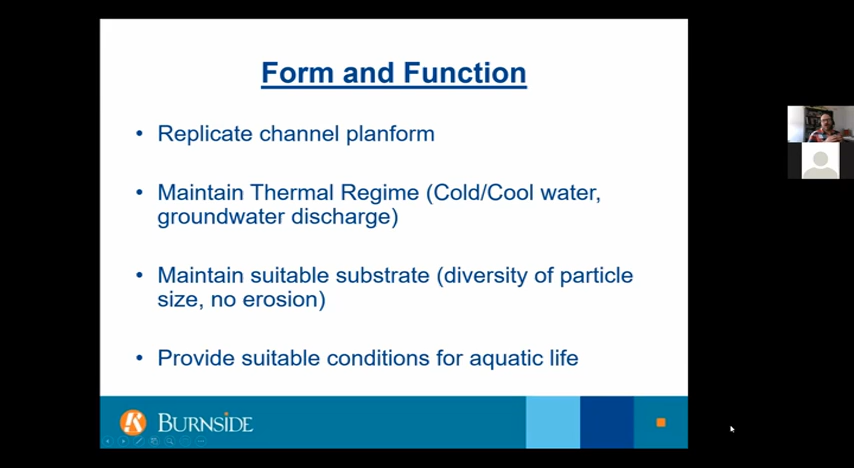 Form and Function
• Replicate channel planform
• Maintain Thermal Regime (Cold/Cool water,
groundwater discharge)
• Maintain suitable substrate (diversity of particle
size, no erosion)
• Provide suitable conditions for aquatic life
BURNSIDE